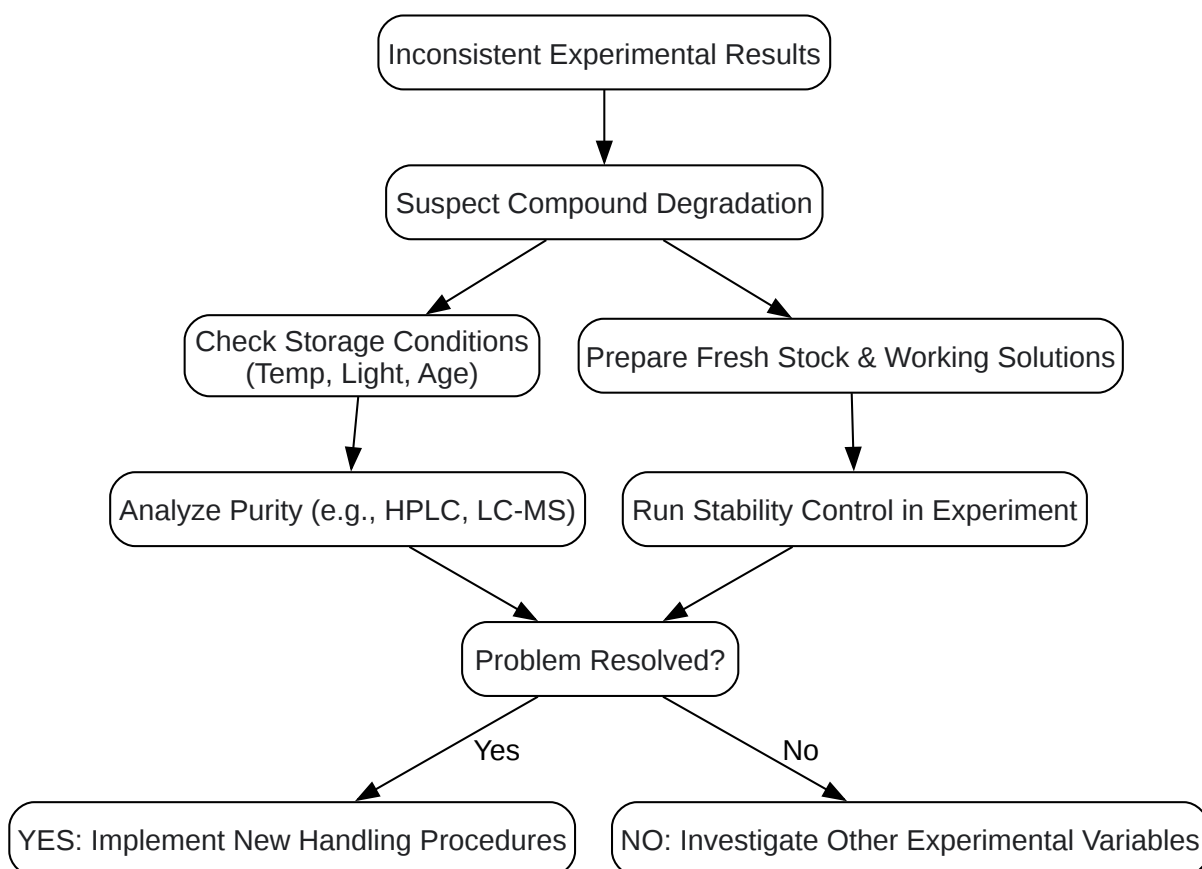 Inconsistent Experimental Results
Suspect Compound Degradation
Check Storage Conditions
(Temp, Light, Age)
Prepare Fresh Stock & Working Solutions
Analyze Purity (e.g., HPLC, LC-MS)
Run Stability Control in Experiment
Problem Resolved?
Yes
No
YES: Implement New Handling Procedures
NO: Investigate Other Experimental Variables